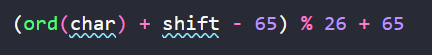 (ord(char) + shift - 65) % 26 + 65